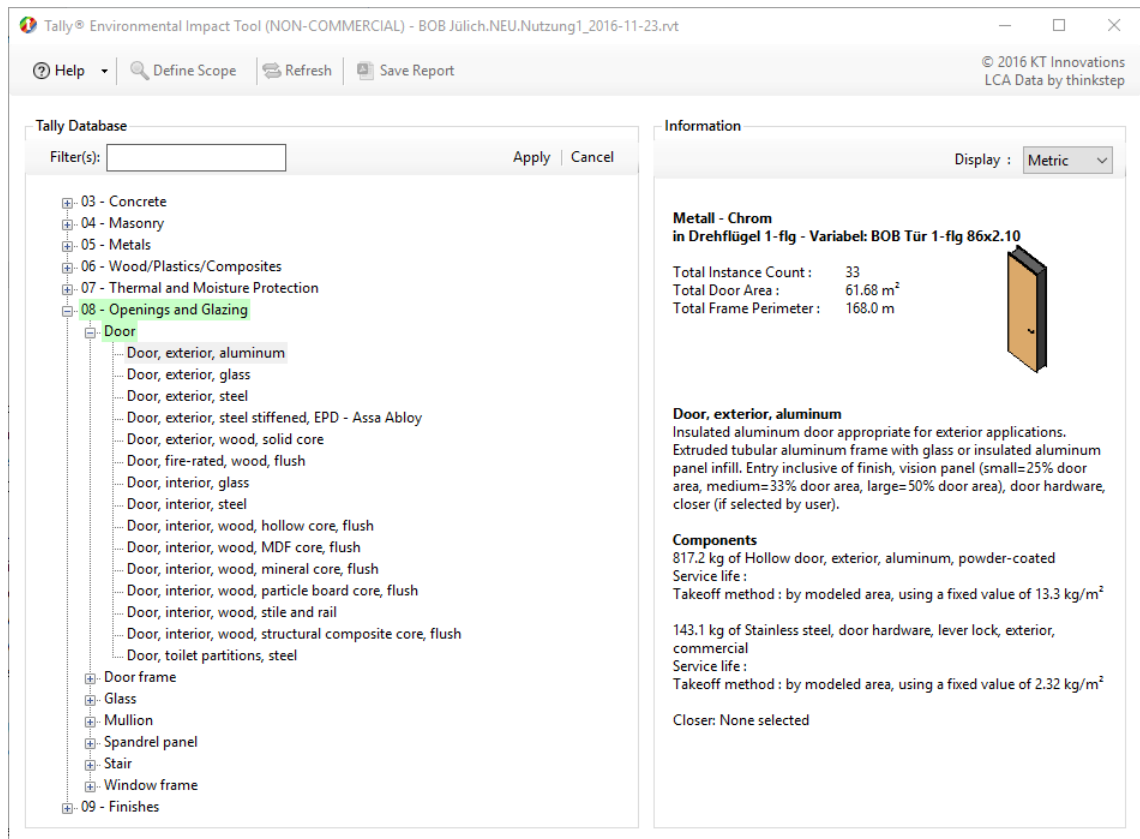 Tally® Environmental Impact Tool (NON-COMMERCIAL) - BOB Jülich.NEU.Nutzung1_2016-11-23.rvt
Help
Define Scope
Refresh
Save Report
© 2016 KT Innovations
LCA Data by thinkstep
Tally Database
Filter(s):
Apply
Cancel
03 - Concrete
04 - Masonry
05 - Metals
06 - Wood/Plastics/Composites
07 - Thermal and Moisture Protection
08 - Openings and Glazing
Door
Door, exterior, aluminum
Door, exterior, glass
Door, exterior, steel
Door, exterior, steel stiffened, EPD - Assa Abloy
Door, exterior, wood, solid core
Door, fire-rated, wood, flush
Door, interior, glass
Door, interior, steel
Door, interior, wood, hollow core, flush
Door, interior, wood, MDF core, flush
Door, interior, wood, mineral core, flush
Door, interior, wood, particle board core, flush
Door, interior, wood, stile and rail
Door, interior, wood, structural composite core, flush
Door, toilet partitions, steel
Door frame
Glass
Mullion
Spandrel panel
Stair
Window frame
09 - Finishes
Information
Display : Metric
Metall - Chrom
in Drehflügel 1-flg - Variabel: BOB Tür 1-flg 86x2.10
Total Instance Count : 33
Total Door Area : 61.68 m²
Total Frame Perimeter : 168.0 m
Door, exterior, aluminum
Insulated aluminum door appropriate for exterior applications.
Extruded tubular aluminum frame with glass or insulated aluminum
panel infill. Entry inclusive of finish, vision panel (small=25% door
area, medium=33% door area, large=50% door area), door hardware,
closer (if selected by user).
Components
817.2 kg of Hollow door, exterior, aluminum, powder-coated
Service life :
Takeoff method : by modeled area, using a fixed value of 13.3 kg/m²
143.1 kg of Stainless steel, door hardware, lever lock, exterior,
commercial
Service life :
Takeoff method : by modeled area, using a fixed value of 2.32 kg/m²
Closer: None selected